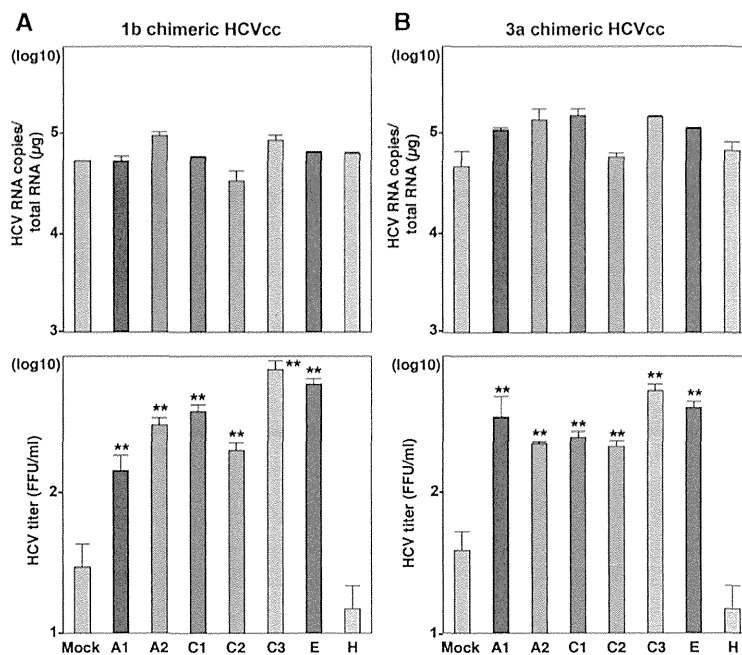 A
1b chimeric HCVcc
(log10)
HCV RNA copies/
total RNA (µg)
5
4
3
(log10)
HCV titer (FFU/ml)
2
1
** ** ** ** ** **
Mock A1 A2 C1 C2 C3 E H
B
3a chimeric HCVcc
(log10)
HCV RNA copies/
total RNA (µg)
5
4
3
(log10)
HCV titer (FFU/ml)
2
1
** ** ** ** ** **
Mock A1 A2 C1 C2 C3 E H